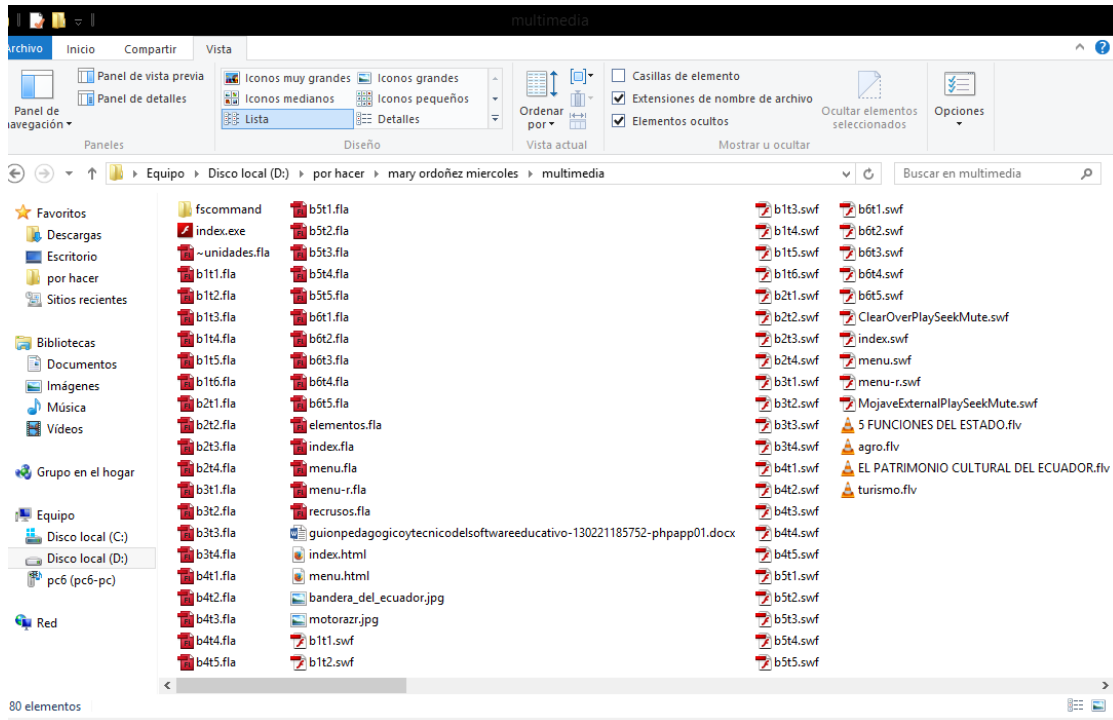 multimedia
Archivo Inicio Compartir Vista
Panel de navegación
Panel de vista previa
Panel de detalles
Paneles
Iconos muy grandes Iconos grandes
Iconos medianos Iconos pequeños
Lista Detalles
Diseño
Ordenar por
Vista actual
Casillas de elemento
Extensiones de nombre de archivo
Elementos ocultos
Ocultar elementos seleccionados
Mostrar u ocultar
Opciones
Equipo Disco local (D:) por hacer mary ordoñez miercoles multimedia
Buscar en multimedia
Favoritos
Descargas
Escritorio
por hacer
Sitios recientes
Bibliotecas
Documentos
Imágenes
Música
Vídeos
Grupo en el hogar
Equipo
Disco local (C:)
Disco local (D:)
pc6 (pc6-pc)
Red
fscommand
index.exe
~unidades.fla
b1t1.fla
b1t2.fla
b1t3.fla
b1t4.fla
b1t5.fla
b1t6.fla
b2t1.fla
b2t2.fla
b2t3.fla
b2t4.fla
b3t1.fla
b3t2.fla
b3t3.fla
b3t4.fla
b4t1.fla
b4t2.fla
b4t3.fla
b4t4.fla
b4t5.fla
b5t1.fla
b5t2.fla
b5t3.fla
b5t4.fla
b5t5.fla
b6t1.fla
b6t2.fla
b6t3.fla
b6t4.fla
b6t5.fla
elementos.fla
index.fla
menu.fla
menu-r.fla
recrusos.fla
guionpedagogicoytecnicodelsoftwareeducativo-130221185752-phpapp01.docx
index.html
menu.html
bandera_del_ecuador.jpg
motorazr.jpg
b1t1.swf
b1t2.swf
b1t3.swf
b1t4.swf
b1t5.swf
b1t6.swf
b2t1.swf
b2t2.swf
b2t3.swf
b2t4.swf
b3t1.swf
b3t2.swf
b3t3.swf
b3t4.swf
b4t1.swf
b4t2.swf
b4t3.swf
b4t4.swf
b4t5.swf
b5t1.swf
b5t2.swf
b5t3.swf
b5t4.swf
b5t5.swf
b6t1.swf
b6t2.swf
b6t3.swf
b6t4.swf
b6t5.swf
ClearOverPlaySeekMute.swf
index.swf
menu.swf
menu-r.swf
MojaveExternalPlaySeekMute.swf
5 FUNCIONES DEL ESTADO.flv
agro.flv
EL PATRIMONIO CULTURAL DEL ECUADOR.flv
turismo.flv
80 elementos